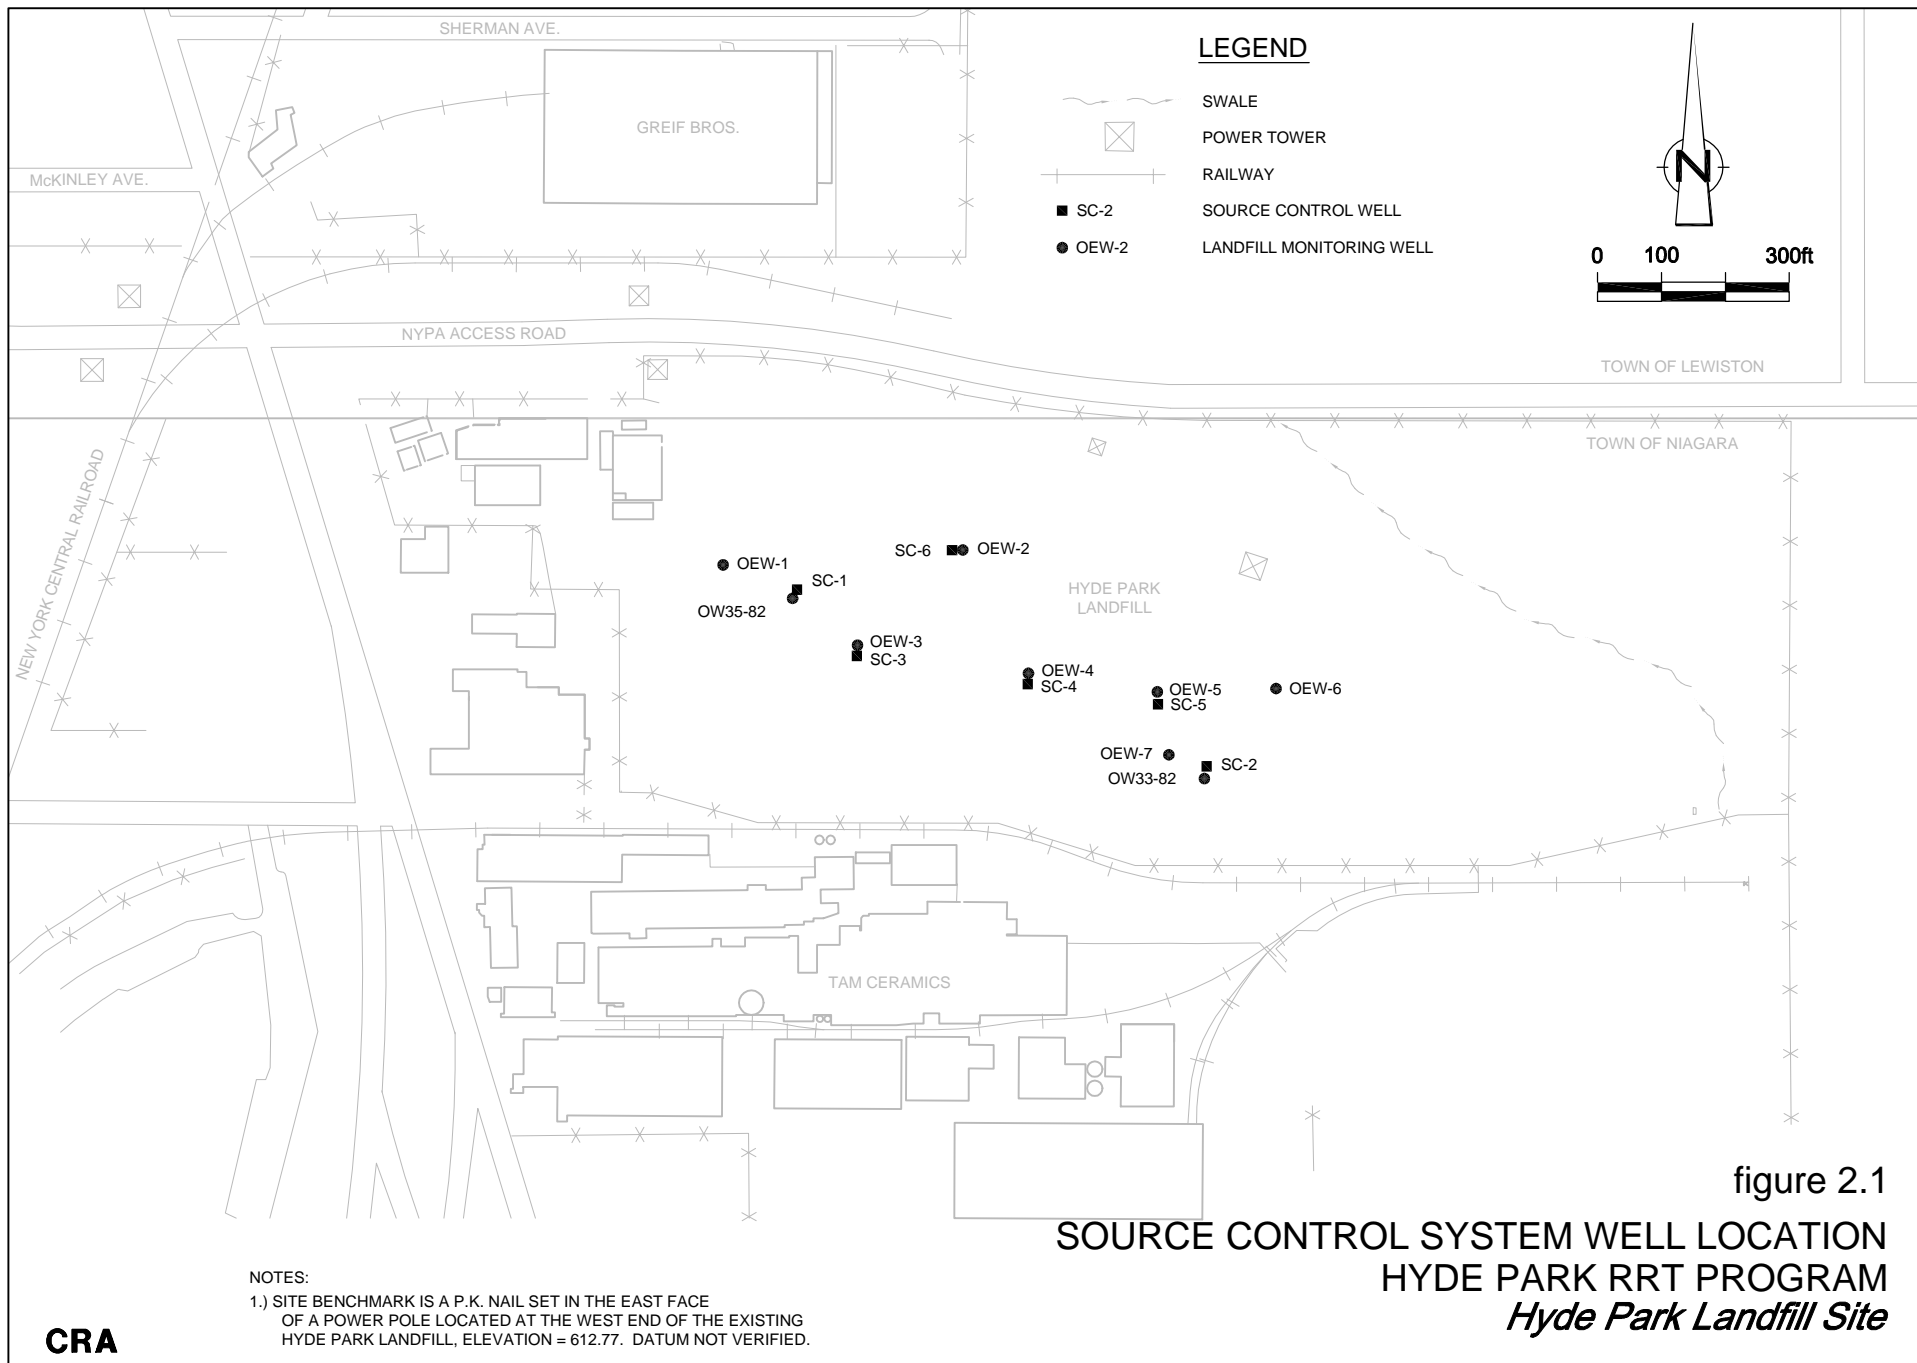 SHERMAN AVE.
GREIF BROS.
McKINLEY AVE.
LEGEND
SWALE
POWER TOWER
RAILWAY
SC-2 SOURCE CONTROL WELL
OEW-2 LANDFILL MONITORING WELL
N
0 100 300ft
NYPA ACCESS ROAD
TOWN OF LEWISTON
TOWN OF NIAGARA
NEW YORK CENTRAL RAILROAD
SC-6 OEW-2
OEW-1
SC-1
OW35-82
HYDE PARK
LANDFILL
OEW-3
SC-3
OEW-4
SC-4
OEW-5
SC-5
OEW-6
OEW-7
SC-2
OW33-82
TAM CERAMICS
figure 2.1
SOURCE CONTROL SYSTEM WELL LOCATION
HYDE PARK RRT PROGRAM
Hyde Park Landfill Site
NOTES:
1.) SITE BENCHMARK IS A P.K. NAIL SET IN THE EAST FACE
OF A POWER POLE LOCATED AT THE WEST END OF THE EXISTING
HYDE PARK LANDFILL, ELEVATION = 612.77. DATUM NOT VERIFIED.
CRA